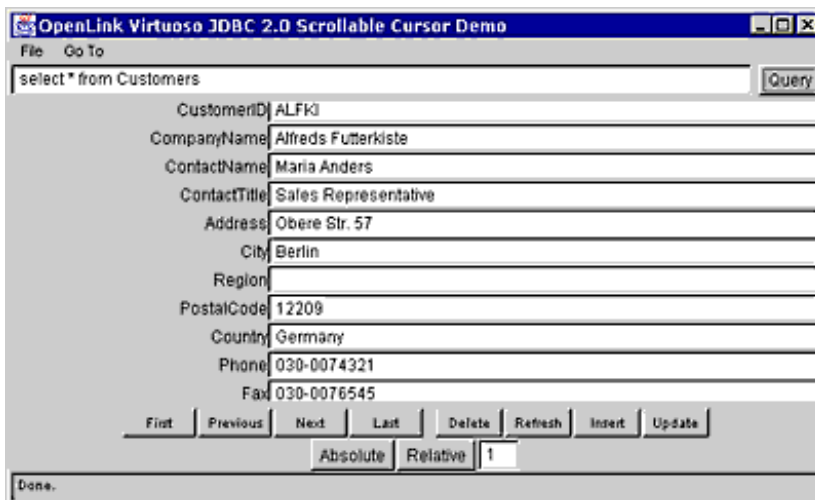 OpenLink Virtuoso JDBC 2.0 Scrollable Cursor Demo
File Go To
select * from Customers Query
CustomerID ALFKI
CompanyName Alfreds Futterkiste
ContactName Maria Anders
ContactTitle Sales Representative
Address Obere Str. 57
City Berlin
Region
PostalCode 12209
Country Germany
Phone 030-0074321
Fax 030-0076545
First Previous Next Last Delete Refresh Insert Update
Absolute Relative 1
Done.